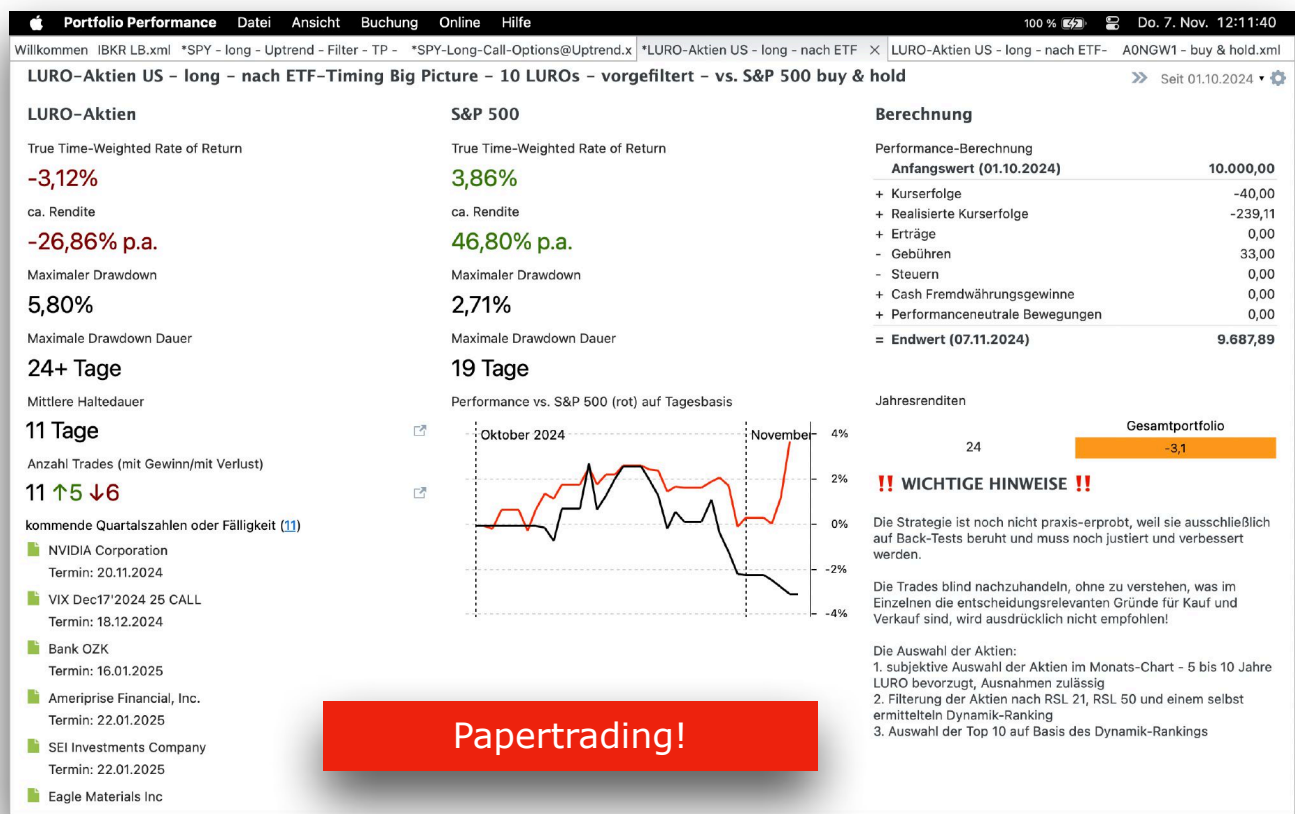 Portfolio Performance Datei Ansicht Buchung Online Hilfe 100 % Do. 7. Nov. 12:11:40
Willkommen IBKR LB.xml *SPY - long - Uptrend - Filter - TP - *SPY-Long-Call-Options@Uptrend.x *LURO-Aktien US - long - nach ETF LURO-Aktien US - long - nach ETF- A0NGW1 - buy & hold.xml
LURO-Aktien US - long - nach ETF-Timing Big Picture - 10 LUROs - vorgefiltert - vs. S&P 500 buy & hold
Seit 01.10.2024
LURO-Aktien
True Time-Weighted Rate of Return
-3,12%
ca. Rendite
-26,86% p.a.
Maximaler Drawdown
5,80%
Maximale Drawdown Dauer
24+ Tage
Mittlere Haltedauer
11 Tage
Anzahl Trades (mit Gewinn/mit Verlust)
11 ↑5 ↓6
kommende Quartalszahlen oder Fälligkeit (11)
NVIDIA Corporation
Termin: 20.11.2024
VIX Dec17'2024 25 CALL
Termin: 18.12.2024
Bank OZK
Termin: 16.01.2025
Ameriprise Financial, Inc.
Termin: 22.01.2025
SEI Investments Company
Termin: 22.01.2025
Eagle Materials Inc
S&P 500
True Time-Weighted Rate of Return
3,86%
ca. Rendite
46,80% p.a.
Maximaler Drawdown
2,71%
Maximale Drawdown Dauer
19 Tage
Performance vs. S&P 500 (rot) auf Tagesbasis
Oktober 2024
November
4%
2%
0%
-2%
-4%
Papertrading!
Berechnung
Performance-Berechnung
Anfangswert (01.10.2024) 10.000,00
+ Kurserfolge -40,00
+ Realisierte Kurserfolge -239,11
+ Erträge 0,00
- Gebühren 33,00
- Steuern 0,00
+ Cash Fremdwährungsgewinne 0,00
+ Performanceneutrale Bewegungen 0,00
= Endwert (07.11.2024) 9.687,89
Jahresrenditen
Gesamtportfolio
24 -3,1
‼ WICHTIGE HINWEISE ‼
Die Strategie ist noch nicht praxis-erprobt, weil sie ausschließlich
auf Back-Tests beruht und muss noch justiert und verbessert
werden.
Die Trades blind nachzuhandeln, ohne zu verstehen, was im
Einzelnen die entscheidungsrelevanten Gründe für Kauf und
Verkauf sind, wird ausdrücklich nicht empfohlen!
Die Auswahl der Aktien:
1. subjektive Auswahl der Aktien im Monats-Chart - 5 bis 10 Jahre
LURO bevorzugt, Ausnahmen zulässig
2. Filterung der Aktien nach RSL 21, RSL 50 und einem selbst
ermittelteln Dynamik-Ranking
3. Auswahl der Top 10 auf Basis des Dynamik-Rankings